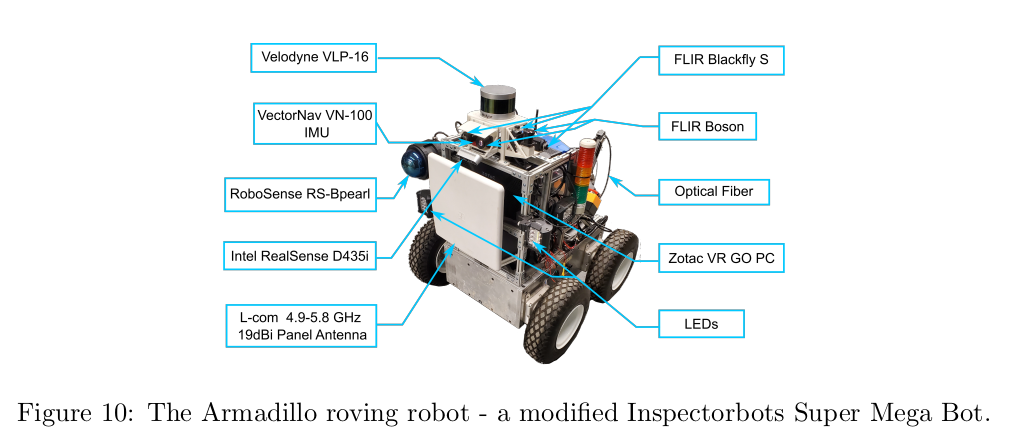 Velodyne VLP-16
FLIR Blackfly S
VectorNav VN-100
IMU
FLIR Boson
RoboSense RS-Bpearl
Optical Fiber
Intel RealSense D435i
Zotac VR GO PC
L-com 4.9-5.8 GHz
19dBi Panel Antenna
LEDs
Figure 10: The Armadillo roving robot - a modified Inspectorbots Super Mega Bot.